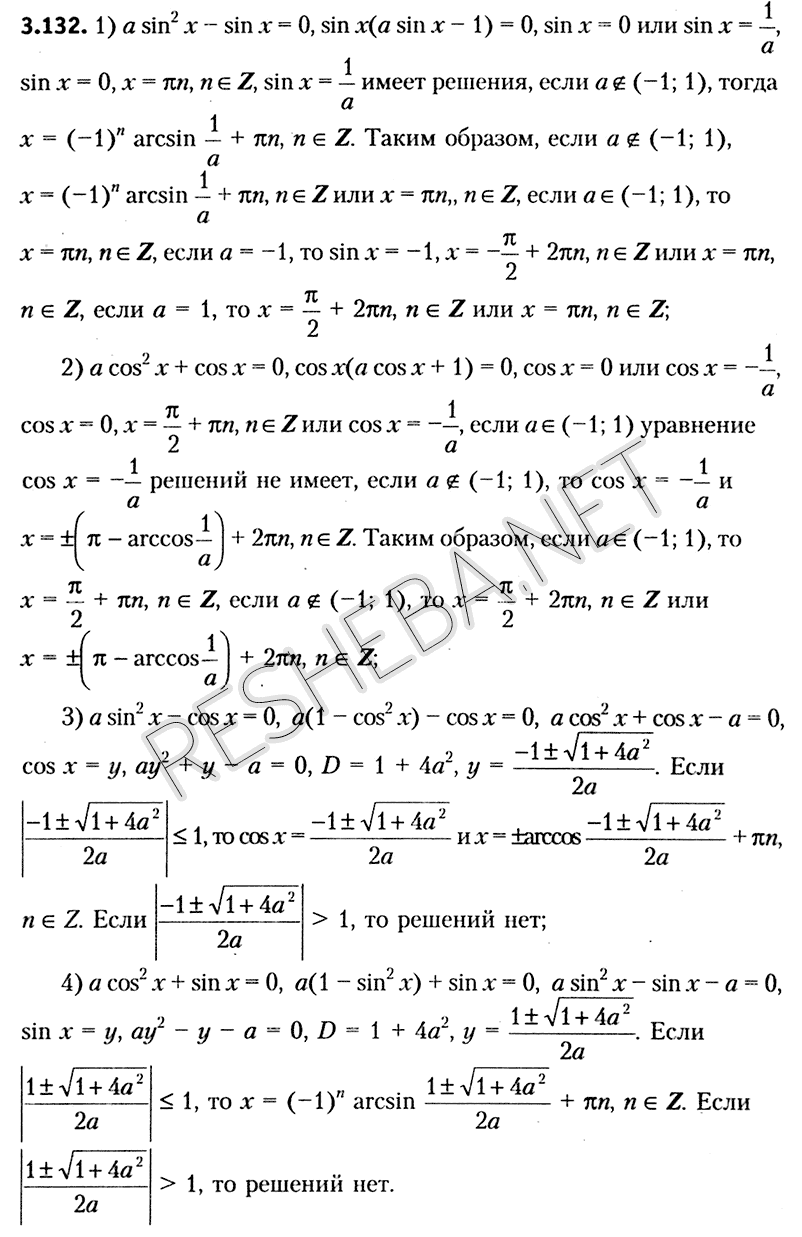 3.132. 1) a sin² x − sin x = 0, sin x(a sin x − 1) = 0, sin x = 0 или sin x = 1/a,
sin x = 0, x = πn, n ∈ Z, sin x = 1/a имеет решения, если a ∉ (−1; 1), тогда
x = (−1)ⁿ arcsin 1/a + πn, n ∈ Z. Таким образом, если a ∉ (−1; 1),
x = (−1)ⁿ arcsin 1/a + πn, n ∈ Z или x = πn,, n ∈ Z, если a ∈ (−1; 1), то
x = πn, n ∈ Z, если a = −1, то sin x = −1, x = −π/2 + 2πn, n ∈ Z или x = πn,
n ∈ Z, если a = 1, то x = π/2 + 2πn, n ∈ Z или x = πn, n ∈ Z;
2) a cos² x + cos x = 0, cos x(a cos x + 1) = 0, cos x = 0 или cos x = −1/a,
cos x = 0, x = π/2 + πn, n ∈ Z или cos x = −1/a, если a ∈ (−1; 1) уравнение
cos x = −1/a решений не имеет, если a ∉ (−1; 1), то cos x = −1/a и
x = ±(π − arccos 1/a) + 2πn, n ∈ Z. Таким образом, если a ∈ (−1; 1), то
x = π/2 + πn, n ∈ Z, если a ∉ (−1; 1), то x = π/2 + 2πn, n ∈ Z или
x = ±(π − arccos 1/a) + 2πn, n ∈ Z;
3) a sin² x − cos x = 0, a(1 − cos² x) − cos x = 0, a cos² x + cos x − a = 0,
cos x = y, ay² + y − a = 0, D = 1 + 4a², y = (−1 ± √(1 + 4a²))/2a. Если
|(−1 ± √(1 + 4a²))/2a| ≤ 1, то cos x = (−1 ± √(1 + 4a²))/2a и x = ±arccos (−1 ± √(1 + 4a²))/2a + πn,
n ∈ Z. Если |(−1 ± √(1 + 4a²))/2a| > 1, то решений нет;
4) a cos² x + sin x = 0, a(1 − sin² x) + sin x = 0, a sin² x − sin x − a = 0,
sin x = y, ay² − y − a = 0, D = 1 + 4a², y = (1 ± √(1 + 4a²))/2a. Если
|(1 ± √(1 + 4a²))/2a| ≤ 1, то x = (−1)ⁿ arcsin (1 ± √(1 + 4a²))/2a + πn, n ∈ Z. Если
|(1 ± √(1 + 4a²))/2a| > 1, то решений нет.
RESHEBA.NET